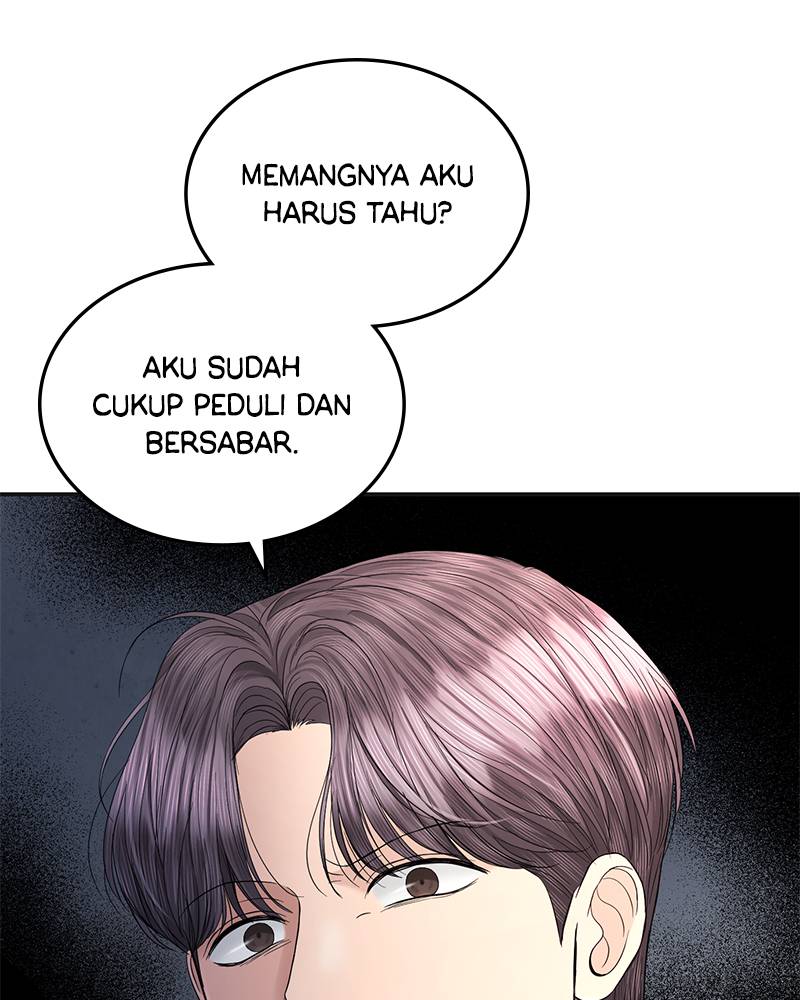 MEMANGNYA AKU
HARUS TAHU?
AKU SUDAH
CUKUP PEDULI DAN
BERSABAR.